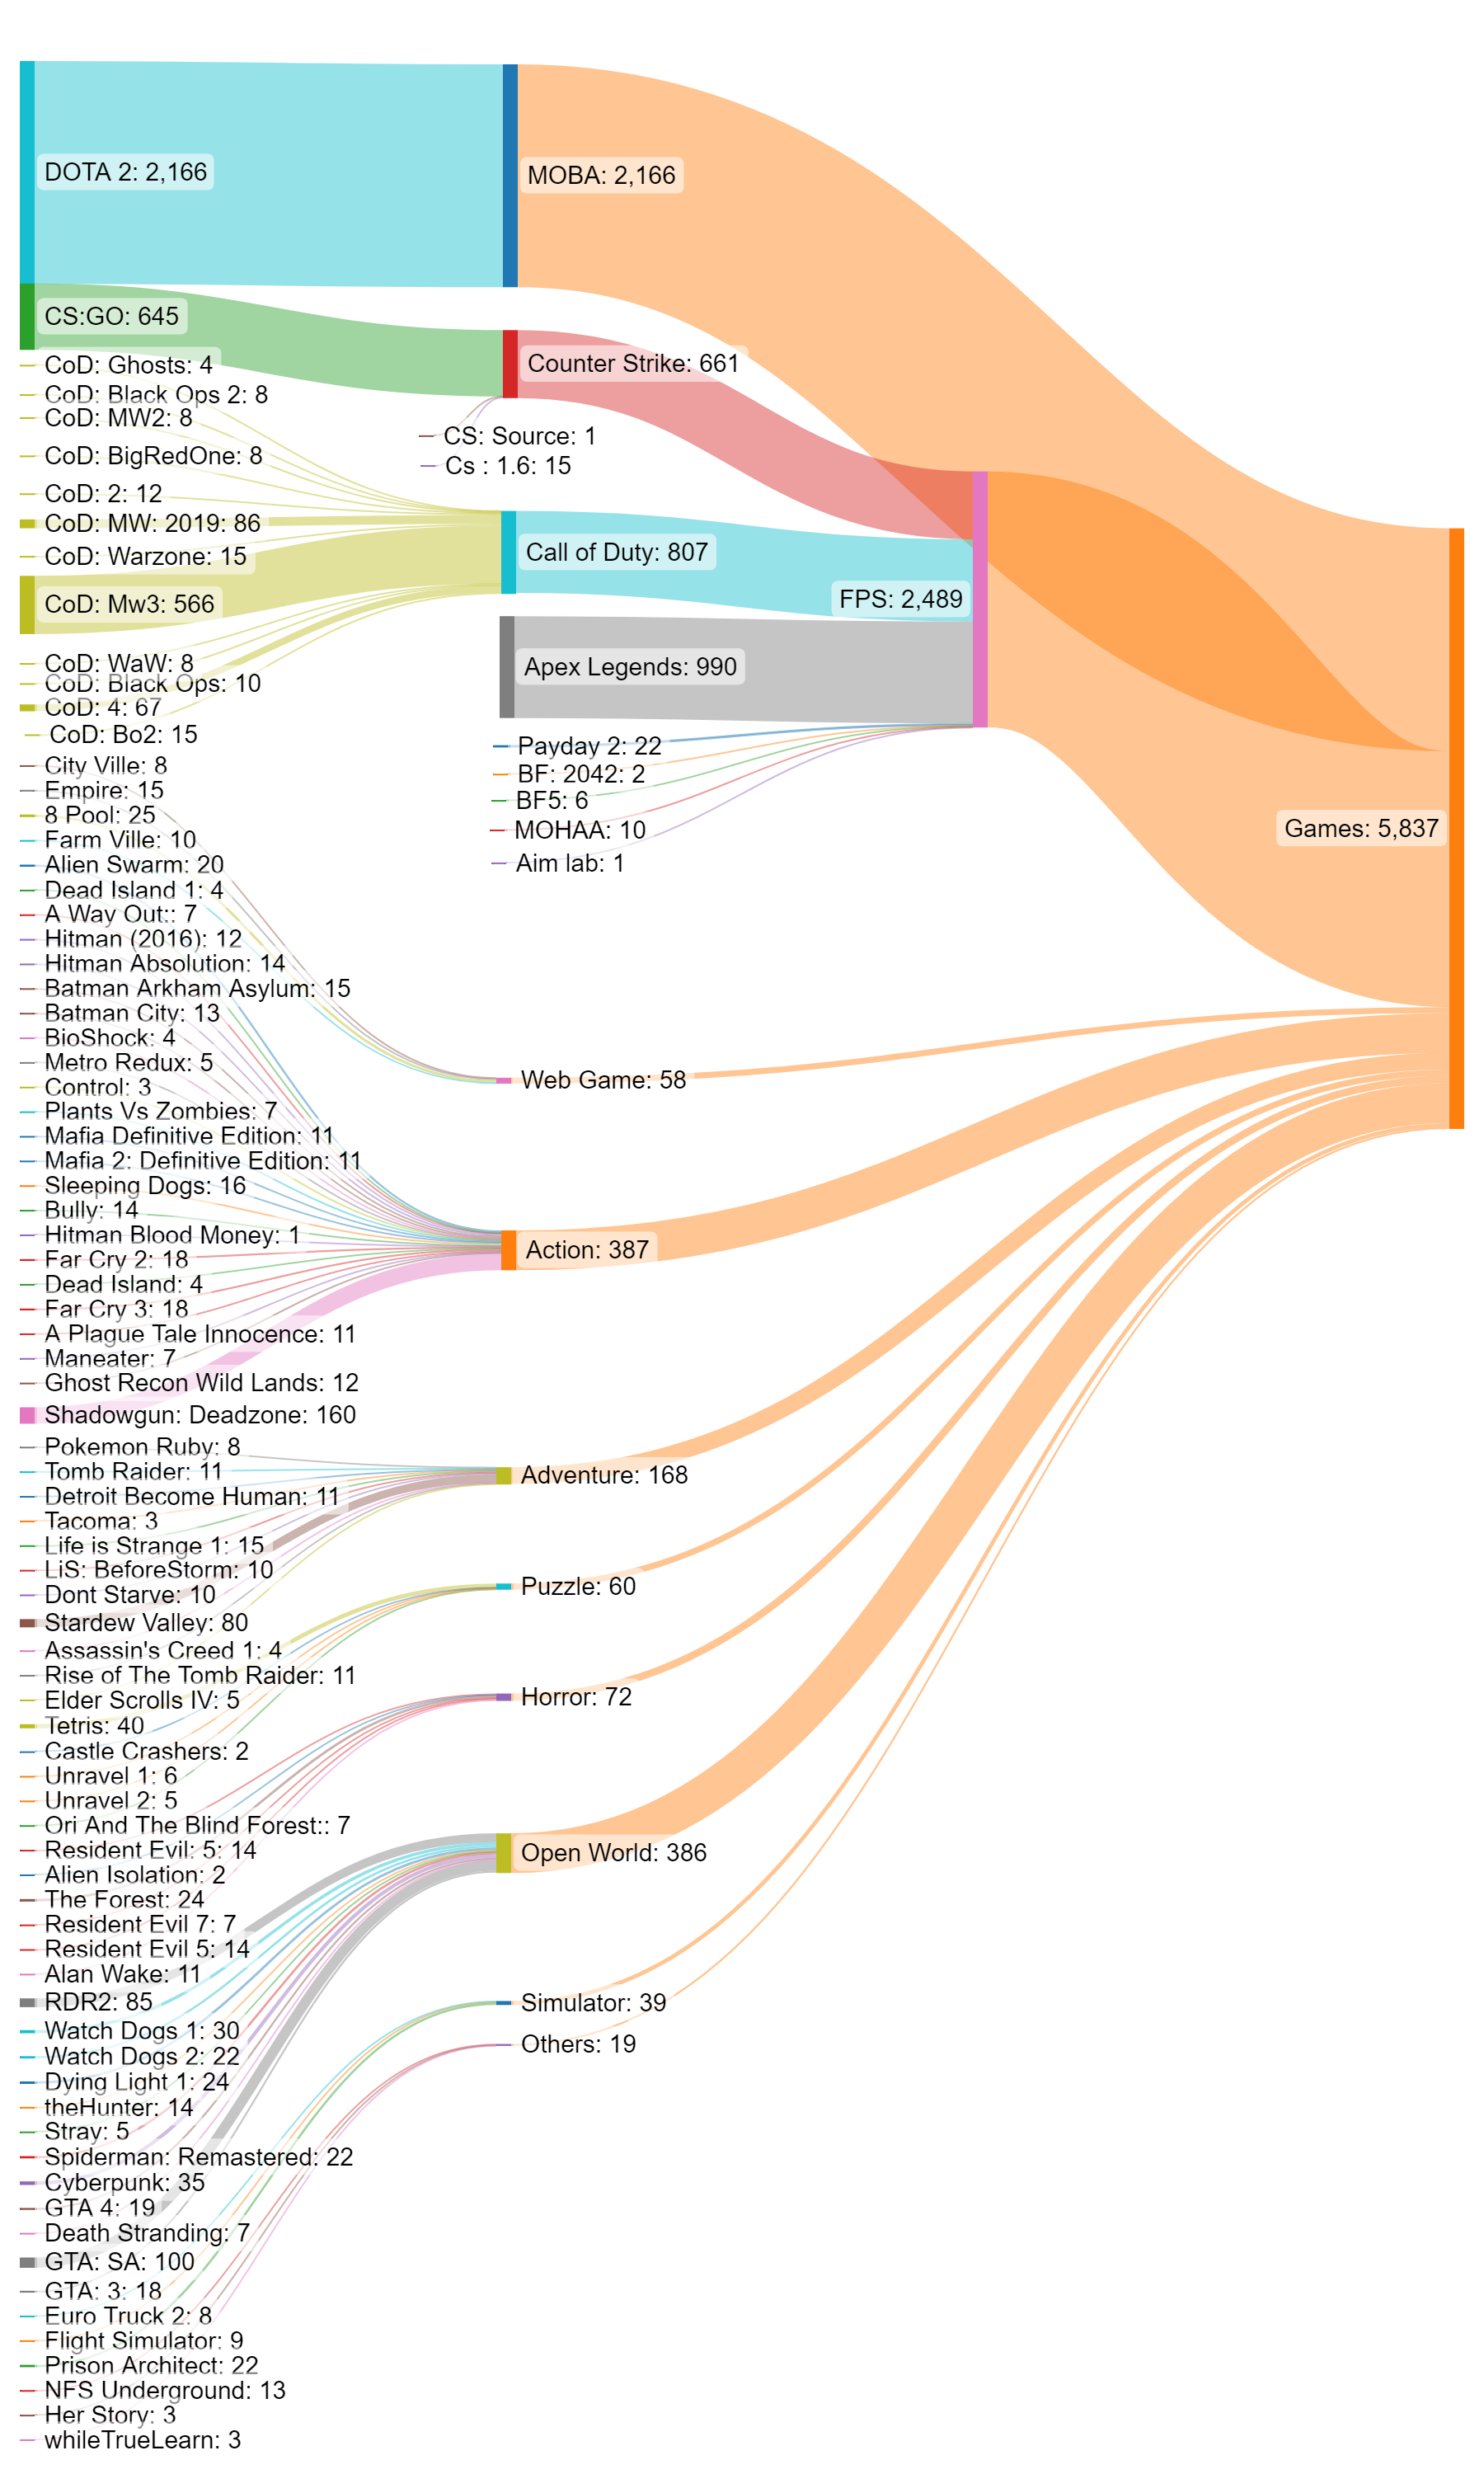 DOTA 2: 2,166
MOBA: 2,166
CS:GO: 645
Counter Strike: 661
CoD: Ghosts: 4
CoD: Black Ops 2: 8
CoD: MW2: 8
CS: Source: 1
CoD: BigRedOne: 8
Cs : 1.6: 15
CoD: 2: 12
CoD: MW: 2019: 86
CoD: Warzone: 15
Call of Duty: 807
CoD: Mw3: 566
FPS: 2,489
CoD: WaW: 8
Apex Legends: 990
CoD: Black Ops: 10
CoD: 4: 67
CoD: Bo2: 15
Payday 2: 22
City Ville: 8
BF: 2042: 2
Empire: 15
BF5: 6
8 Pool: 25
MOHAA: 10
Games: 5,837
Farm Ville: 10
Alien Swarm: 20
Aim lab: 1
Dead Island 1: 4
A Way Out:: 7
Hitman (2016): 12
Hitman Absolution: 14
Batman Arkham Asylum: 15
Batman City: 13
BioShock: 4
Metro Redux: 5
Web Game: 58
Control: 3
Plants Vs Zombies: 7
Mafia Definitive Edition: 11
Mafia 2: Definitive Edition: 11
Sleeping Dogs: 16
Bully: 14
Hitman Blood Money: 1
Action: 387
Far Cry 2: 18
Dead Island: 4
Far Cry 3: 18
A Plague Tale Innocence: 11
Maneater: 7
Ghost Recon Wild Lands: 12
Shadowgun: Deadzone: 160
Pokemon Ruby: 8
Tomb Raider: 11
Adventure: 168
Detroit Become Human: 11
Tacoma: 3
Life is Strange 1: 15
LiS: BeforeStorm: 10
Puzzle: 60
Dont Starve: 10
Stardew Valley: 80
Assassin's Creed 1: 4
Rise of The Tomb Raider: 11
Elder Scrolls IV: 5
Horror: 72
Tetris: 40
Castle Crashers: 2
Unravel 1: 6
Unravel 2: 5
Ori And The Blind Forest:: 7
Resident Evil: 5: 14
Open World: 386
Alien Isolation: 2
The Forest: 24
Resident Evil 7: 7
Resident Evil 5: 14
Alan Wake: 11
RDR2: 85
Simulator: 39
Watch Dogs 1: 30
Others: 19
Watch Dogs 2: 22
Dying Light 1: 24
theHunter: 14
Stray: 5
Spiderman: Remastered: 22
Cyberpunk: 35
GTA 4: 19
Death Stranding: 7
GTA: SA: 100
GTA: 3: 18
Euro Truck 2: 8
Flight Simulator: 9
Prison Architect: 22
NFS Underground: 13
Her Story: 3
whileTrueLearn: 3